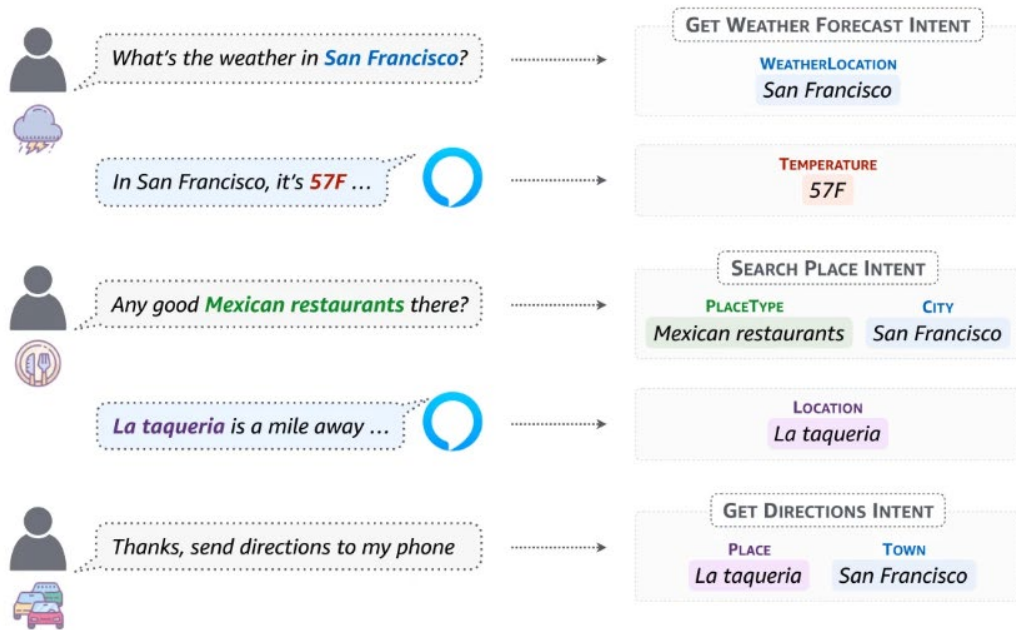 GET WEATHER FORECAST INTENT
What's the weather in San Francisco?
WEATHERLOCATION
San Francisco
In San Francisco, it's 57F ...
TEMPERATURE
57F
SEARCH PLACE INTENT
Any good Mexican restaurants there?
PLACETYPE CITY
Mexican restaurants San Francisco
La taqueria is a mile away ...
LOCATION
La taqueria
GET DIRECTIONS INTENT
Thanks, send directions to my phone
PLACE TOWN
La taqueria San Francisco